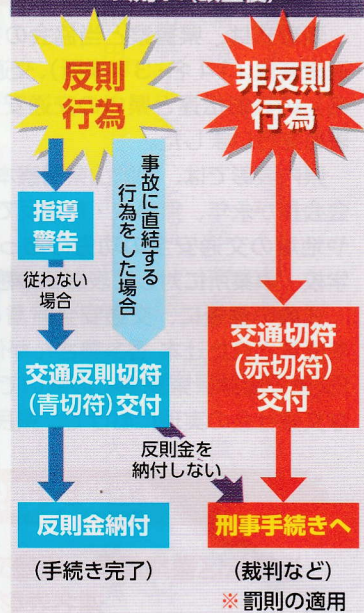 反則
行為
非反則
行為
指導
警告
事故に直結する
行為をした場合
従わない
場合
交通反則切符
(青切符)交付
交通切符
(赤切符)
交付
反則金を
納付しない
反則金納付
刑事手続きへ
(手続き完了)
(裁判など)
※罰則の適用